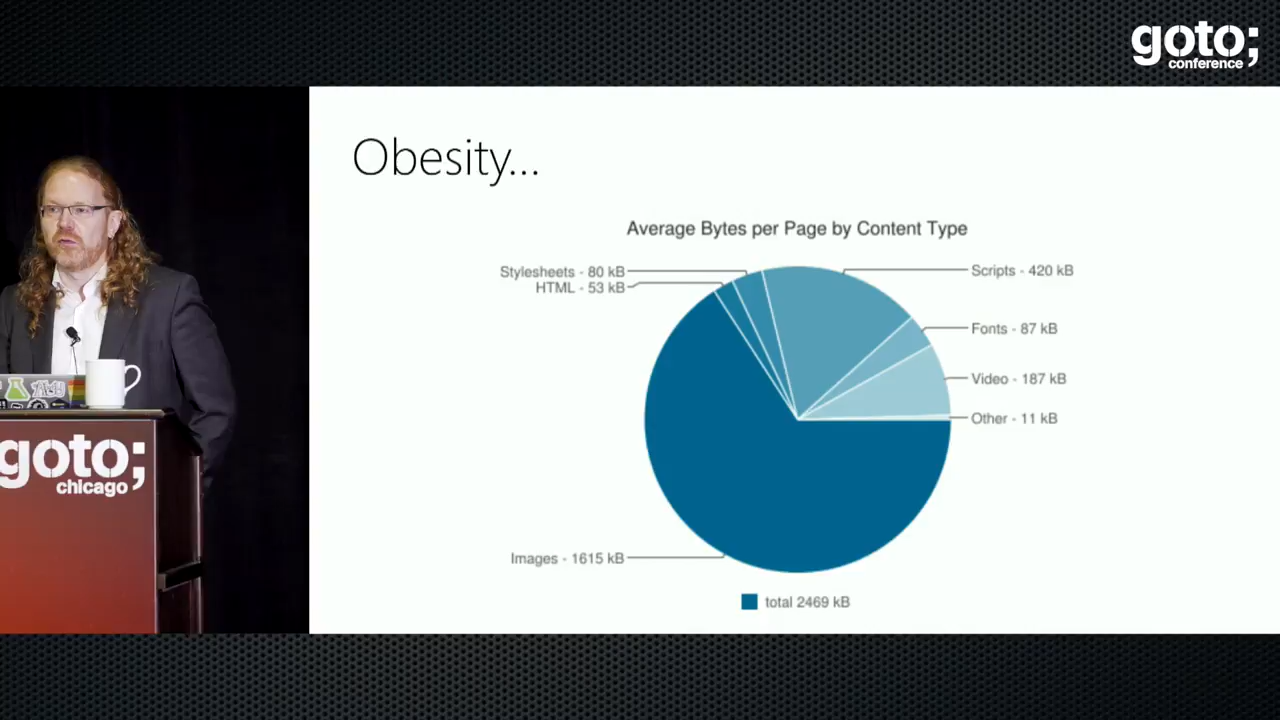 goto;
conference
Obesity...
Average Bytes per Page by Content Type
Stylesheets - 80 kB
HTML - 53 kB
Scripts - 420 kB
Fonts - 87 kB
Video - 187 kB
Other - 11 kB
Images - 1615 kB
total 2469 kB
goto;
chicago